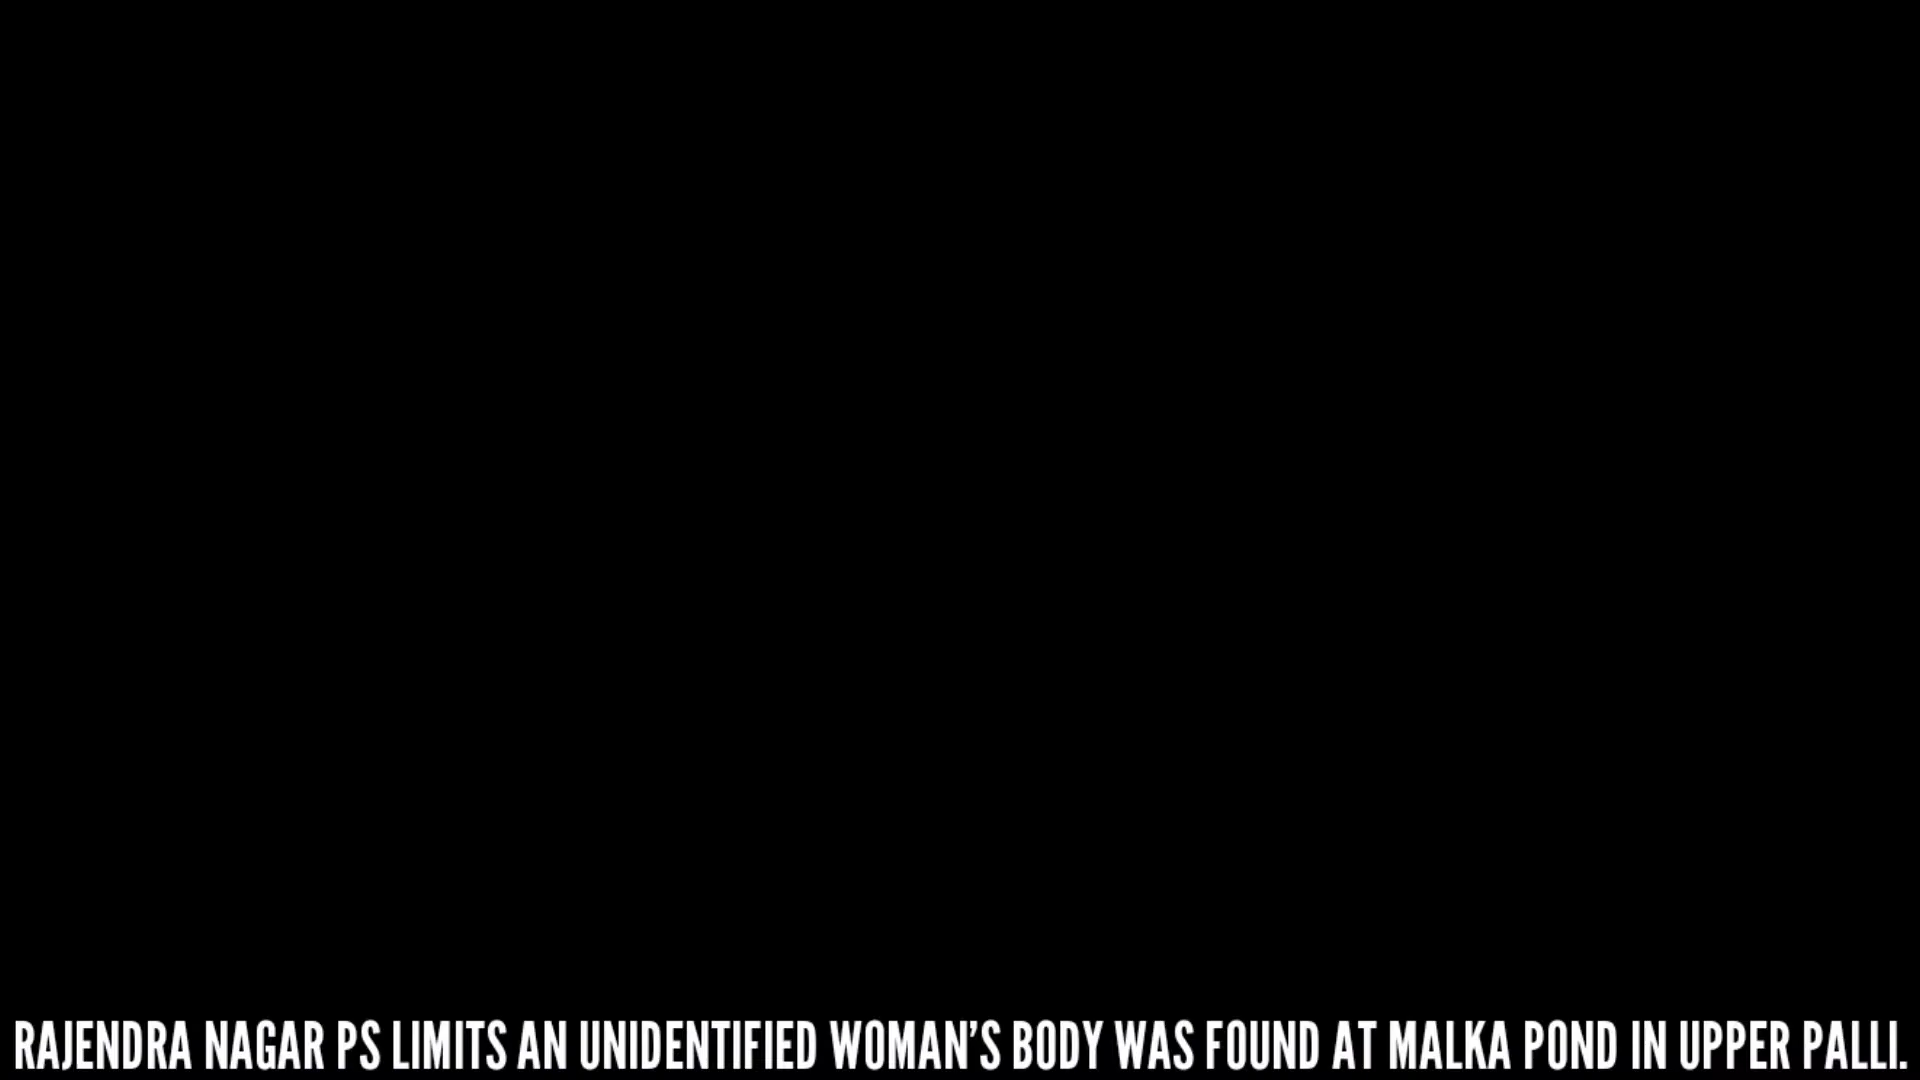 RAJENDRA NAGAR PS LIMITS AN UNIDENTIFIED WOMAN'S BODY WAS FOUND AT MALKA POND IN UPPER PALLI.